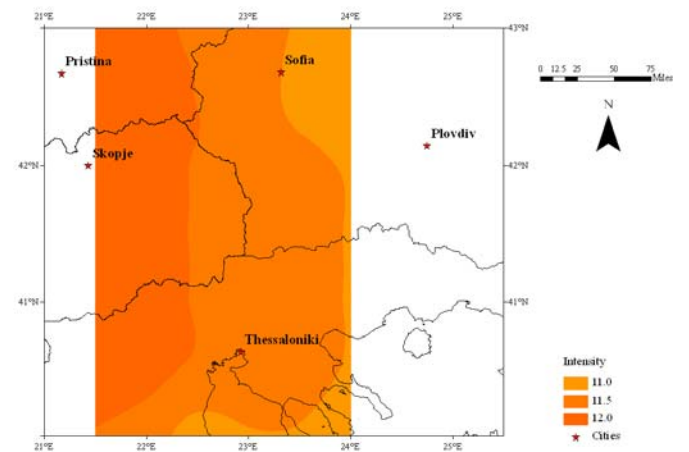 21°E 22°E 23°E 24°E 25°E
43°N 43°N
Pristina Sofia
0 12.5 25 50 75
Miles
N
Plovdiv
Skopje
42°N 42°N
41°N 41°N
Thessaloniki
Intensity
11.0
11.5
12.0
Cities
21°E 22°E 23°E 24°E 25°E